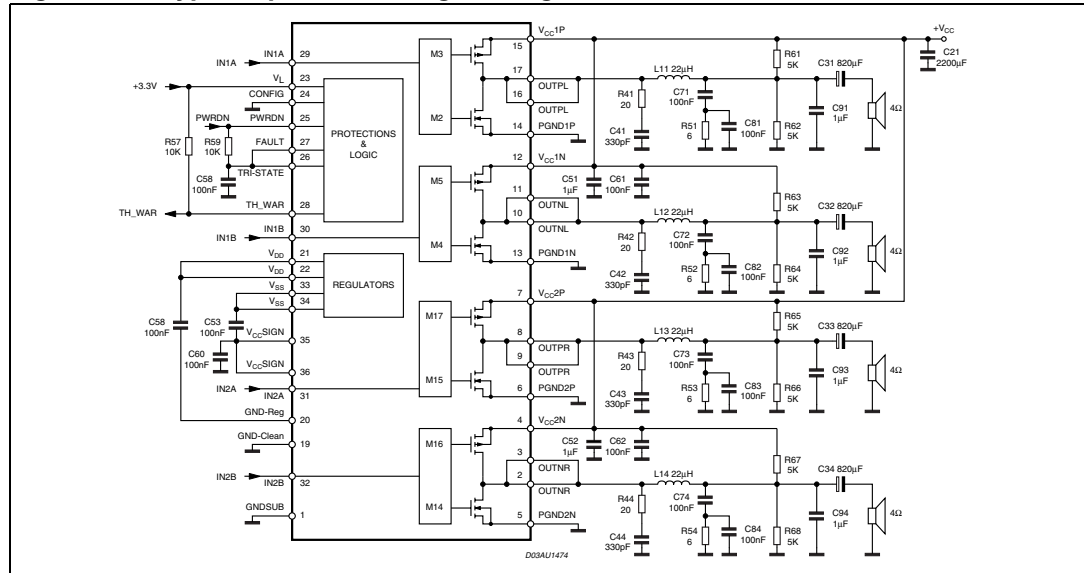 +VCC
C21
2200µF
VCC1P
15
IN1A
29
IN1A
M3
R61
5K
C31 820µF
VL
23
+3.3V
17
OUTPL
L11 22µH
CONFIG
24
16
OUTPL
R41
20
C71
100nF
C91
1µF
4Ω
PWRDN
PWRDN
25
M2
R51
6
C81
100nF
R62
5K
R57
10K
R59
10K
PROTECTIONS
&
LOGIC
14
PGND1P
C41
330pF
FAULT
27
26
TRI-STATE
C58
100nF
12
VCC1N
M5
C51
1µF
C61
100nF
11
OUTNL
R63
5K
C32 820µF
TH_WAR
TH_WAR
28
10
OUTNL
L12 22µH
IN1B
30
IN1B
M4
R42
20
C72
100nF
C92
1µF
4Ω
13
PGND1N
R52
6
C82
100nF
R64
5K
VDD
21
VDD
22
REGULATORS
C42
330pF
VSS
33
VSS
34
7
VCC2P
C58
100nF
C53
100nF
M17
R65
5K
VCCSIGN
35
8
OUTPR
L13 22µH
C33 820µF
C60
100nF
9
OUTPR
R43
20
C73
100nF
C93
1µF
4Ω
VCCSIGN
36
M15
IN2A
IN2A
31
6
PGND2P
C43
330pF
R53
6
C83
100nF
R66
5K
GND-Reg
20
4
VCC2N
GND-Clean
19
M16
C52
1µF
C62
100nF
3
OUTNR
R67
5K
IN2B
IN2B
32
2
OUTNR
L14 22µH
C34 820µF
M14
R44
20
C74
100nF
C94
1µF
4Ω
GNDSUB
1
5
PGND2N
C44
330pF
R54
6
C84
100nF
R68
5K
D03AU1474